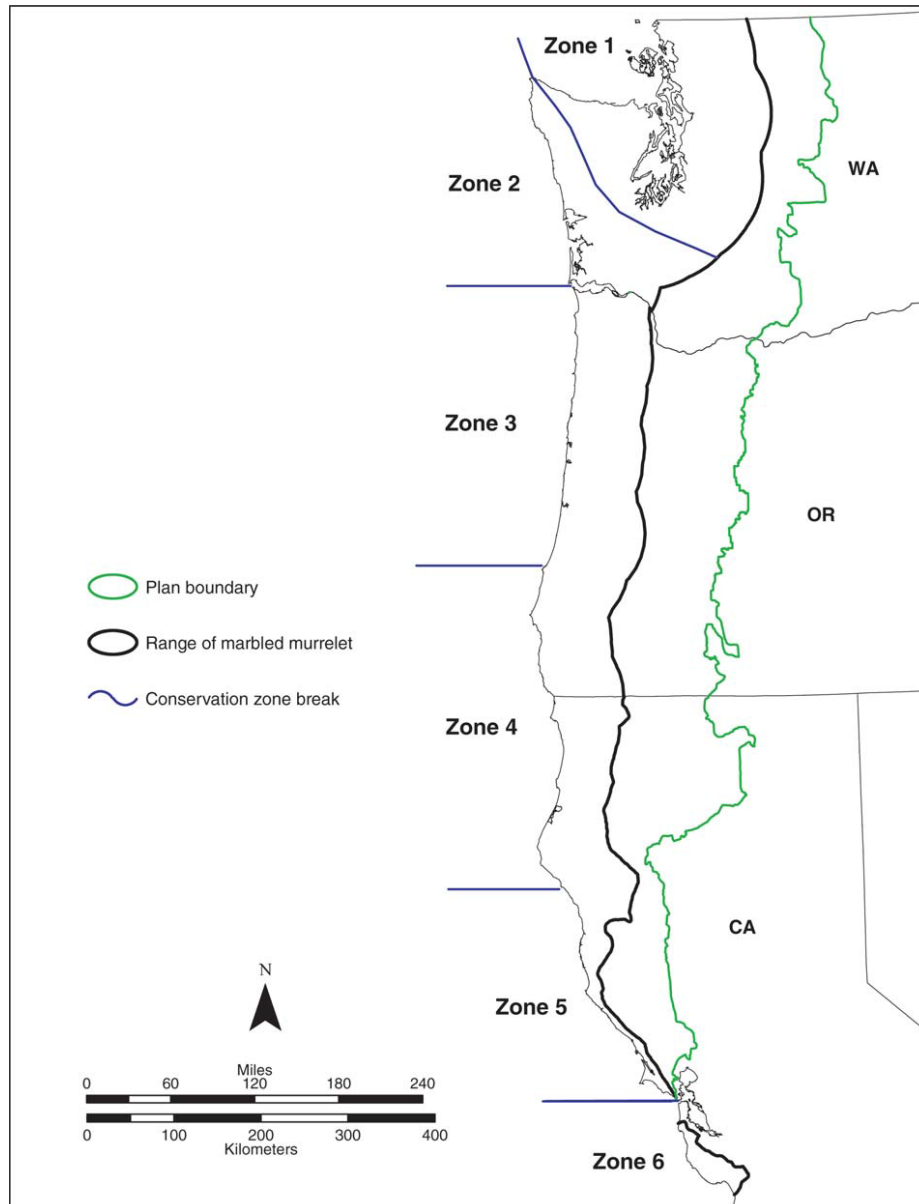 Zone 1
Zone 2
WA
Zone 3
OR
Plan boundary
Range of marbled murrelet
Conservation zone break
Zone 4
CA
N
Zone 5
Miles
0 60 120 180 240
0 100 200 300 400
Kilometers
Zone 6